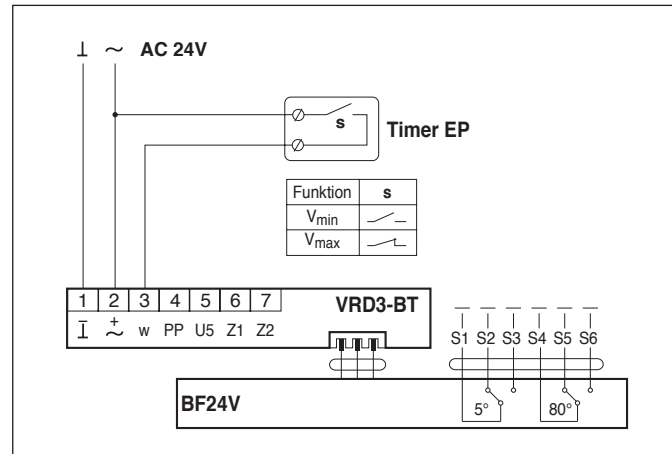 ⊥ ~ AC 24V
s
Timer EP
Funktion s
Vmin
Vmax
1 2 3 4 5 6 7
VRD3-BT
⊥ ~ + w PP U5 Z1 Z2
S1 S2 S3 S4 S5 S6
BF24V
5° 80°